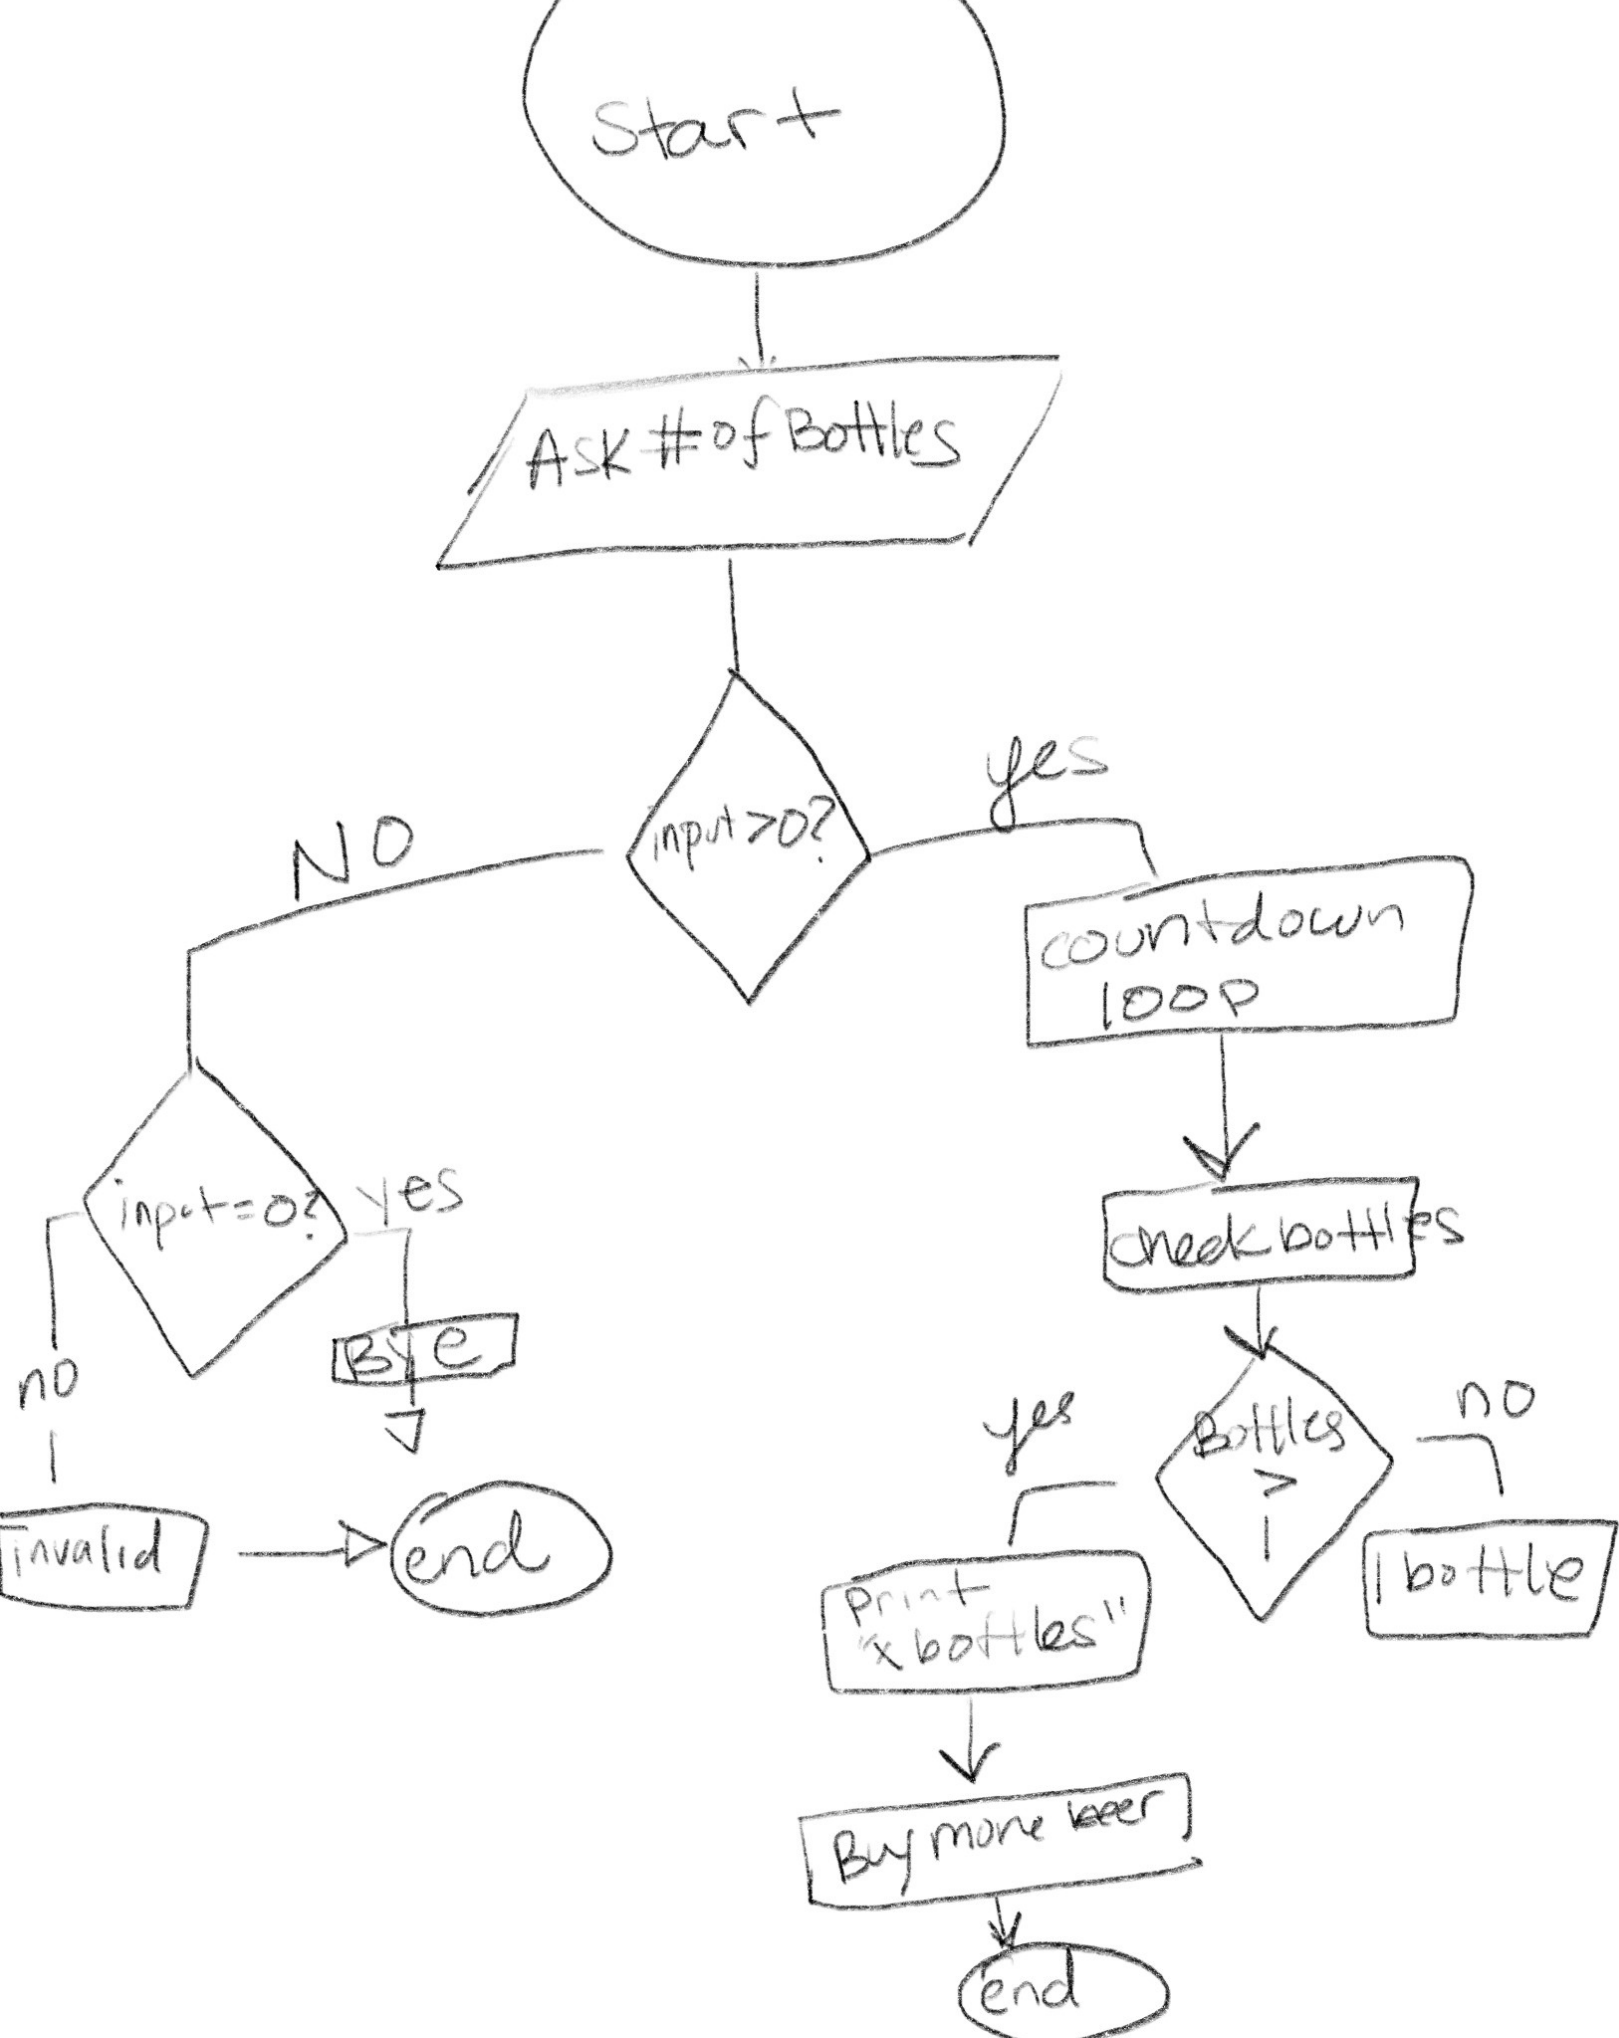 Start
Ask # of Bottles
input>0?
yes
NO
countdown
loop
input=0?
yes
no
check bottles
Bye
Bottles
>
1
yes
no
invalid
end
1 bottle
Print
"x bottles"
Buy more beer
end